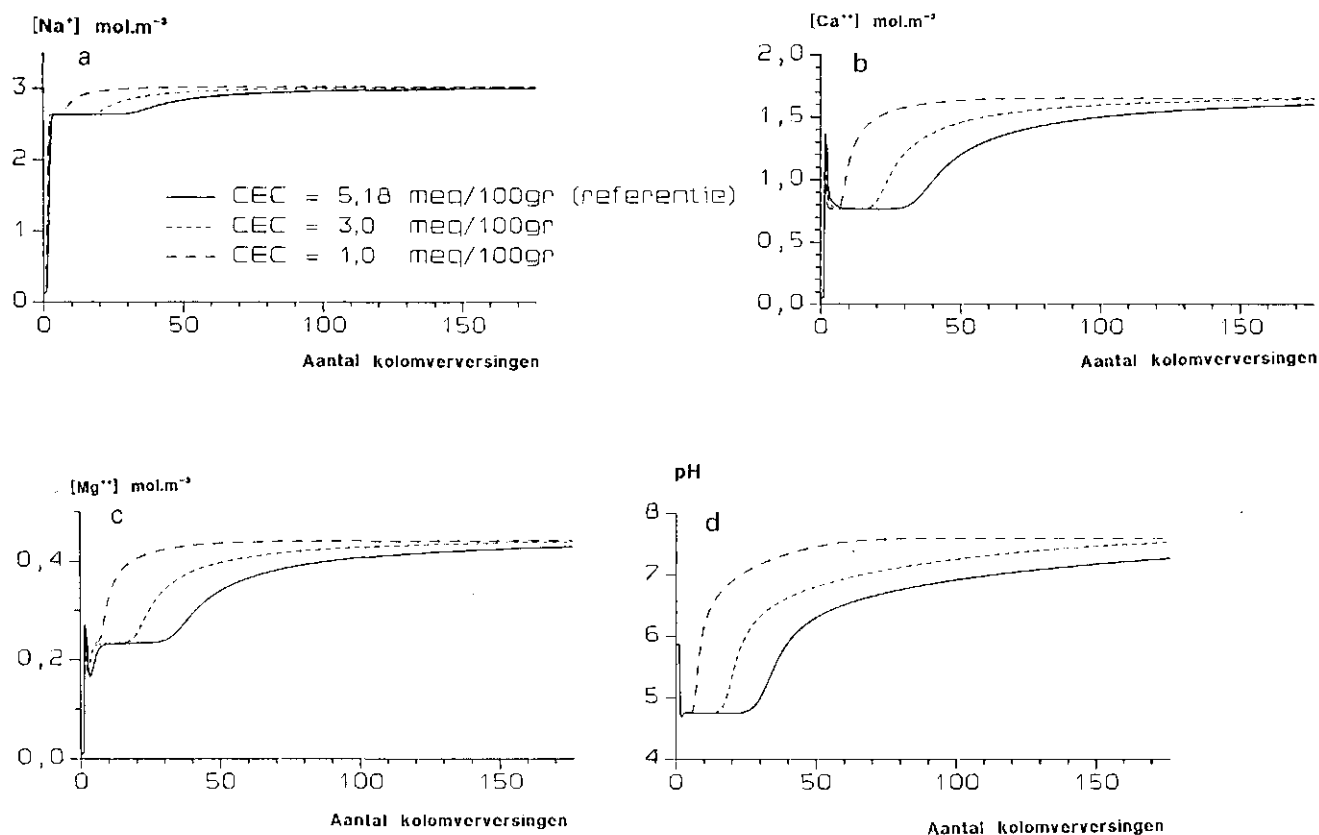 [Na⁺] mol.m⁻³
a
3
2
1
0
0 50 100 150
Aantal kolomverversingen
CEC = 5,18 meq/100gr (referentie)
CEC = 3,0 meq/100gr
CEC = 1,0 meq/100gr
[Ca⁺⁺] mol.m⁻³
b
2,0
1,5
1,0
0,5
0,0
0 50 100 150
Aantal kolomverversingen
[Mg⁺⁺] mol.m⁻³
c
0,4
0,2
0,0
0 50 100 150
Aantal kolomverversingen
pH
d
8
7
6
5
4
0 50 100 150
Aantal kolomverversingen